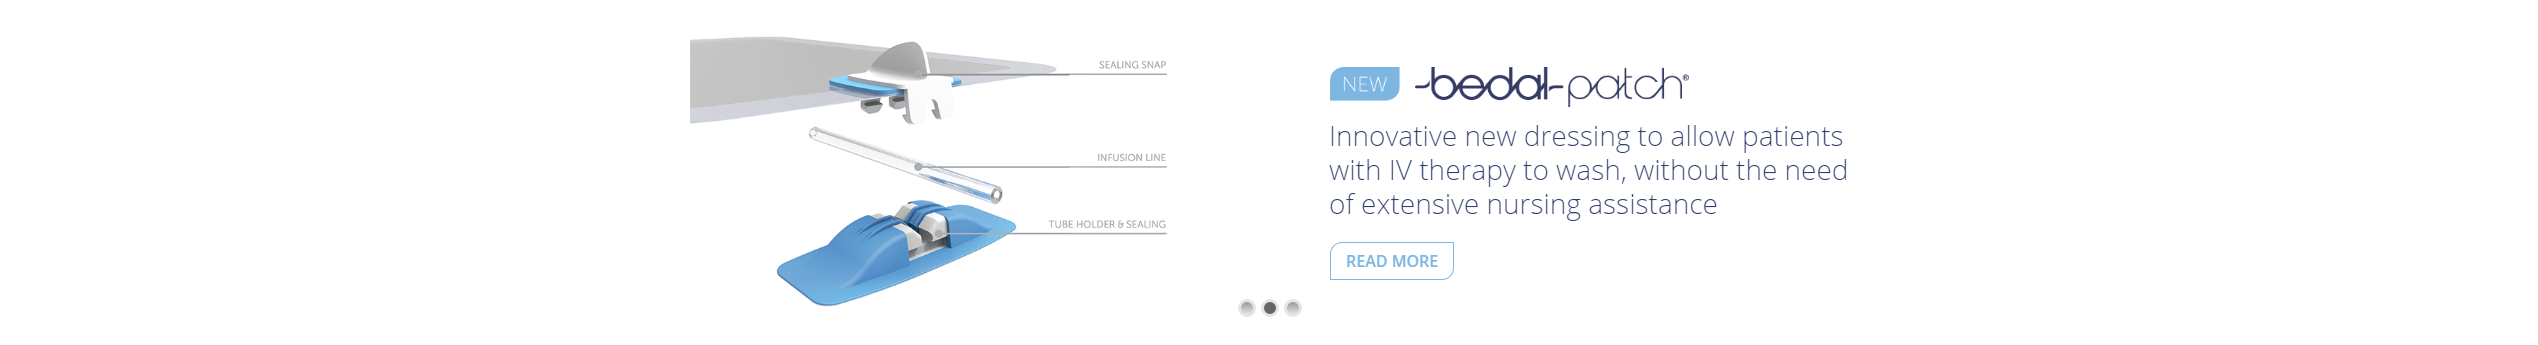 SEALING SNAP
INFUSION LINE
TUBE HOLDER & SEALING
NEW bedal-patch®
Innovative new dressing to allow patients
with IV therapy to wash, without the need
of extensive nursing assistance
READ MORE